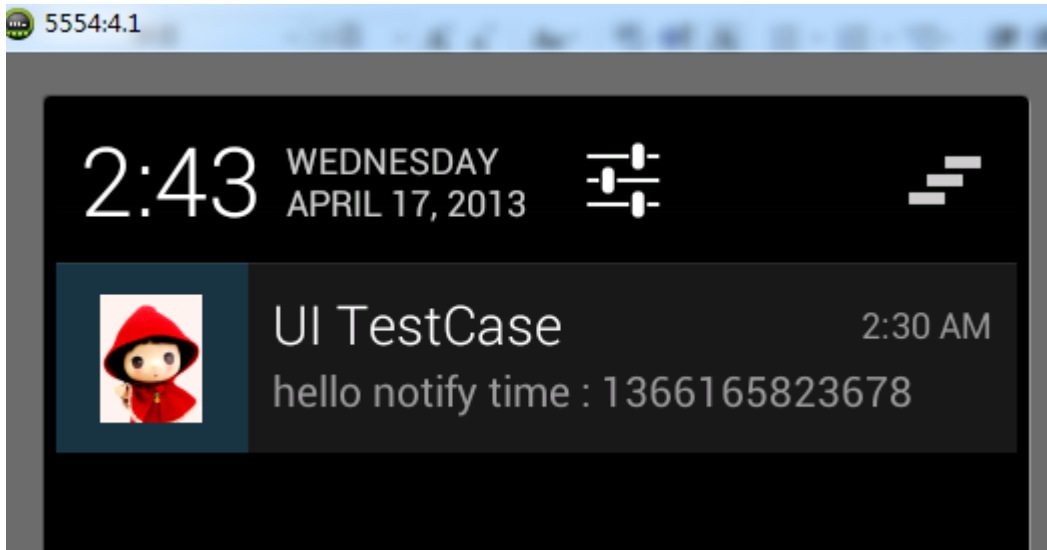 5554:4.1
2:43
WEDNESDAY
APRIL 17, 2013
UI TestCase
2:30 AM
hello notify time : 1366165823678